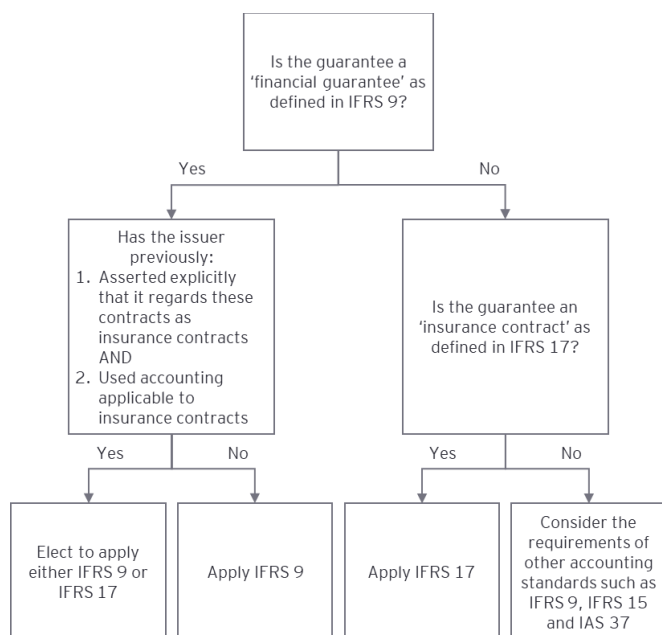 Is the guarantee a
‘financial guarantee’ as
defined in IFRS 9?
Yes
No
Has the issuer
previously:
1. Asserted explicitly
that it regards these
contracts as
insurance contracts
AND
2. Used accounting
applicable to
insurance contracts
Is the guarantee an
‘insurance contract’ as
defined in IFRS 17?
Yes
No
Yes
No
Elect to apply
either IFRS 9 or
IFRS 17
Apply IFRS 9
Apply IFRS 17
Consider the
requirements of
other accounting
standards such as
IFRS 9, IFRS 15
and IAS 37